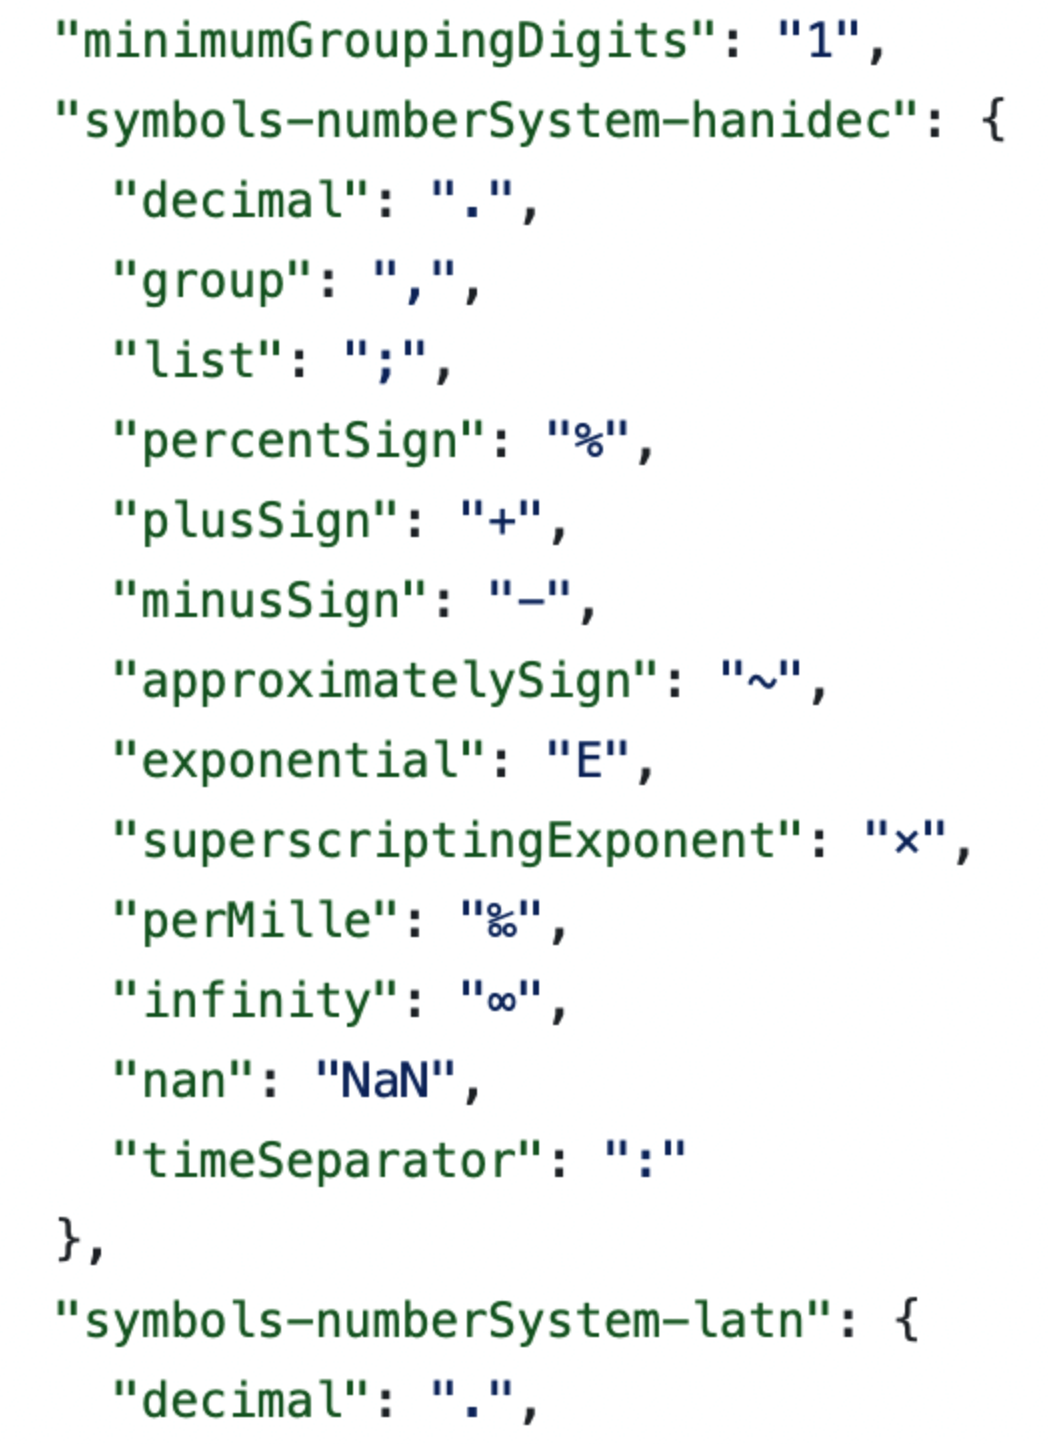 "minimumGroupingDigits": "1",
"symbols-numberSystem-hanidec": {
"decimal": ".",
"group": ",",
"list": ";",
"percentSign": "%",
"plusSign": "+",
"minusSign": "-",
"approximatelySign": "~",
"exponential": "E",
"superscriptingExponent": "×",
"perMille": "‰",
"infinity": "∞",
"nan": "NaN",
"timeSeparator": ":"
},
"symbols-numberSystem-latn": {
"decimal": ".",